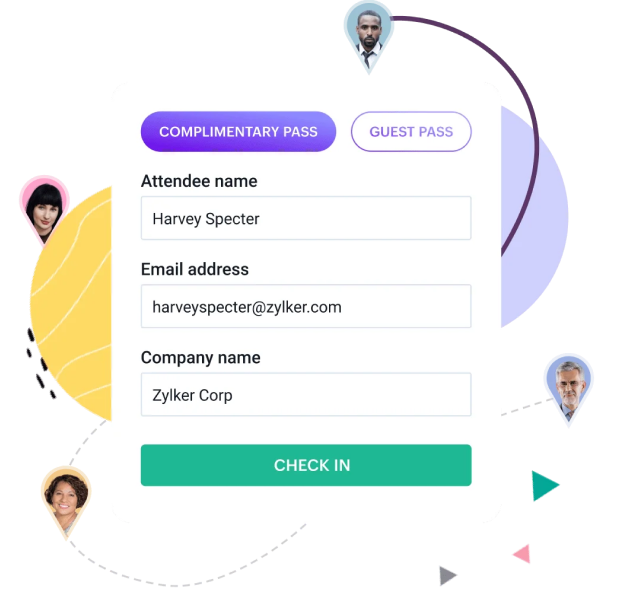 COMPLIMENTARY PASS
GUEST PASS
Attendee name
Harvey Specter
Email address
harveyspecter@zylker.com
Company name
Zylker Corp
CHECK IN